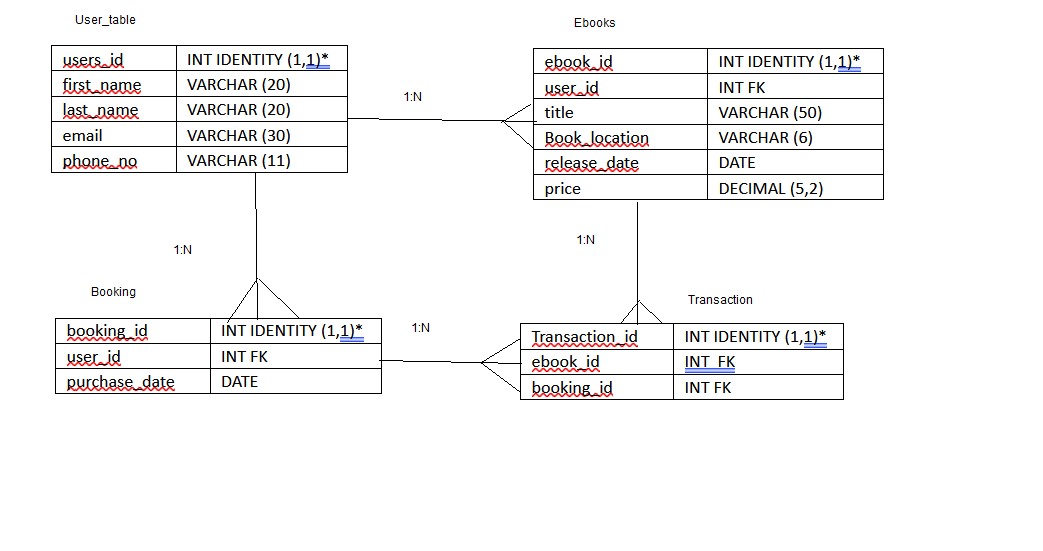 User_table
users_id INT IDENTITY (1,1)*
first_name VARCHAR (20)
last_name VARCHAR (20)
email VARCHAR (30)
phone_no VARCHAR (11)
1:N
Ebooks
ebook_id INT IDENTITY (1,1)*
user_id INT FK
title VARCHAR (50)
Book_location VARCHAR (6)
release_date DATE
price DECIMAL (5,2)
1:N
1:N
Booking
booking_id INT IDENTITY (1,1)*
user_id INT FK
purchase_date DATE
1:N
Transaction
Transaction_id INT IDENTITY (1,1)*
ebook_id INT FK
booking_id INT FK